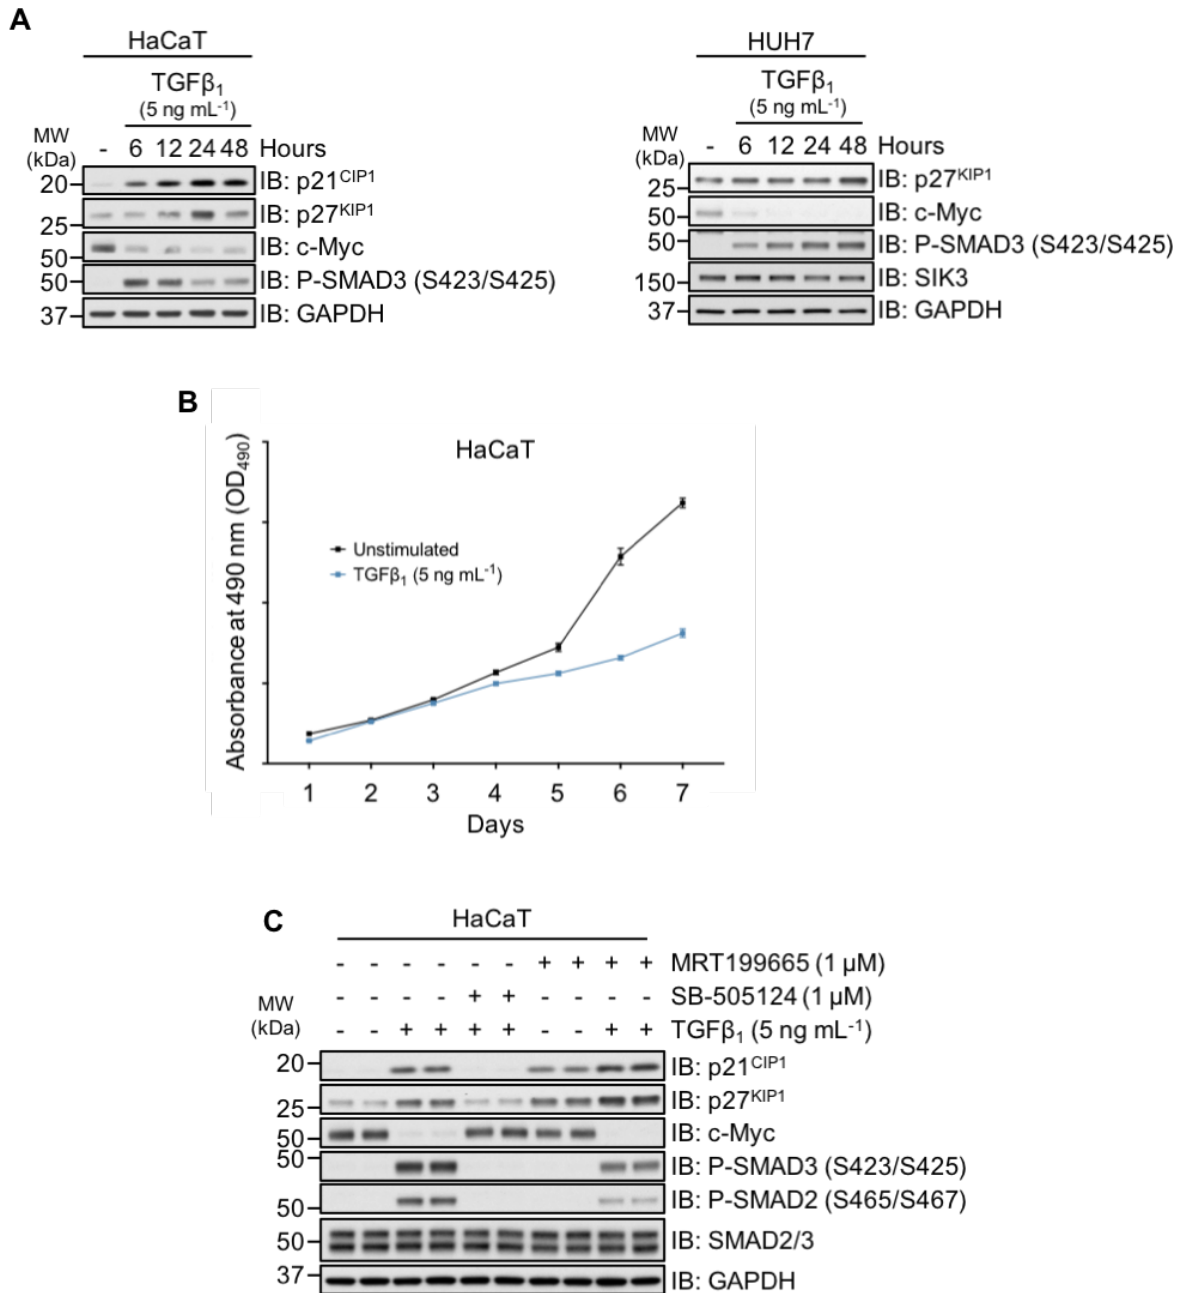 A
HaCaT
TGFβ₁
(5 ng mL⁻¹)
MW
(kDa)
- 6 12 24 48 Hours
20 IB: p21ᶜᴵᴾ¹
25 IB: p27ᴷᴵᴾ¹
50 IB: c-Myc
50 IB: P-SMAD3 (S423/S425)
37 IB: GAPDH
HUH7
TGFβ₁
(5 ng mL⁻¹)
MW
(kDa)
- 6 12 24 48 Hours
25 IB: p27ᴷᴵᴾ¹
50 IB: c-Myc
50 IB: P-SMAD3 (S423/S425)
150 IB: SIK3
37 IB: GAPDH
B
HaCaT
Absorbance at 490 nm (OD₄₉₀)
Unstimulated
TGFβ₁ (5 ng mL⁻¹)
1 2 3 4 5 6 7
Days
C
HaCaT
- - - - - - + + + + MRT199665 (1 µM)
- - - - + + - - - - SB-505124 (1 µM)
- - + + + + - - + + TGFβ₁ (5 ng mL⁻¹)
MW
(kDa)
20 IB: p21ᶜᴵᴾ¹
25 IB: p27ᴷᴵᴾ¹
50 IB: c-Myc
50 IB: P-SMAD3 (S423/S425)
50 IB: P-SMAD2 (S465/S467)
50 IB: SMAD2/3
37 IB: GAPDH